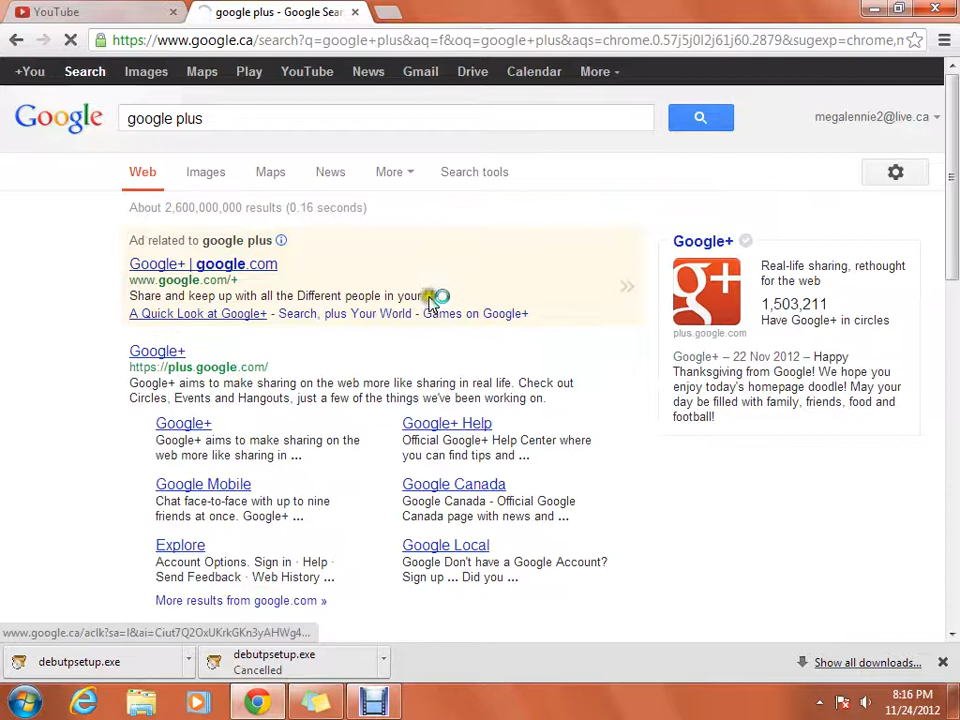 YouTube
google plus - Google Sear
https://www.google.ca/search?q=google+plus&aq=f&oq=google+plus&aqs=chrome.0.57j5j0l2j61j60.2879&sugexp=chrome,
+You Search Images Maps Play YouTube News Gmail Drive Calendar More
Google google plus megalennie2@live.ca
Web Images Maps News More Search tools
About 2,600,000,000 results (0.16 seconds)
Ad related to google plus
Google+ | google.com
www.google.com/+
Share and keep up with all the Different people in your
A Quick Look at Google+ - Search, plus Your World - Games on Google+
Google+
https://plus.google.com/
Google+ aims to make sharing on the web more like sharing in real life. Check out
Circles, Events and Hangouts, just a few of the things we've been working on.
Google+
Google+ aims to make sharing on the
web more like sharing in ...
Google+ Help
Official Google+ Help Center where
you can find tips and ...
Google Mobile
Chat face-to-face with up to nine
friends at once. Google+ ...
Google Canada
Google Canada - Official Google
Canada page with news and ...
Explore
Account Options. Sign in · Help ·
Send Feedback · Web History ...
Google Local
Google Don't have a Google Account?
Sign up ... Did you ...
More results from google.com »
Google+
g+
Real-life sharing, rethought
for the web
1,503,211
Have Google+ in circles
plus.google.com
Google+ – 22 Nov 2012 – Happy
Thanksgiving from Google! We hope you
enjoy today's homepage doodle! May your
day be filled with family, friends, food and
football!
www.google.ca/aclk?sa=l&ai=Ciut7Q2OxUKrkGKn3yAHWg4...
debutpsetup.exe
debutpsetup.exe
Cancelled
Show all downloads...
8:16 PM
11/24/2012